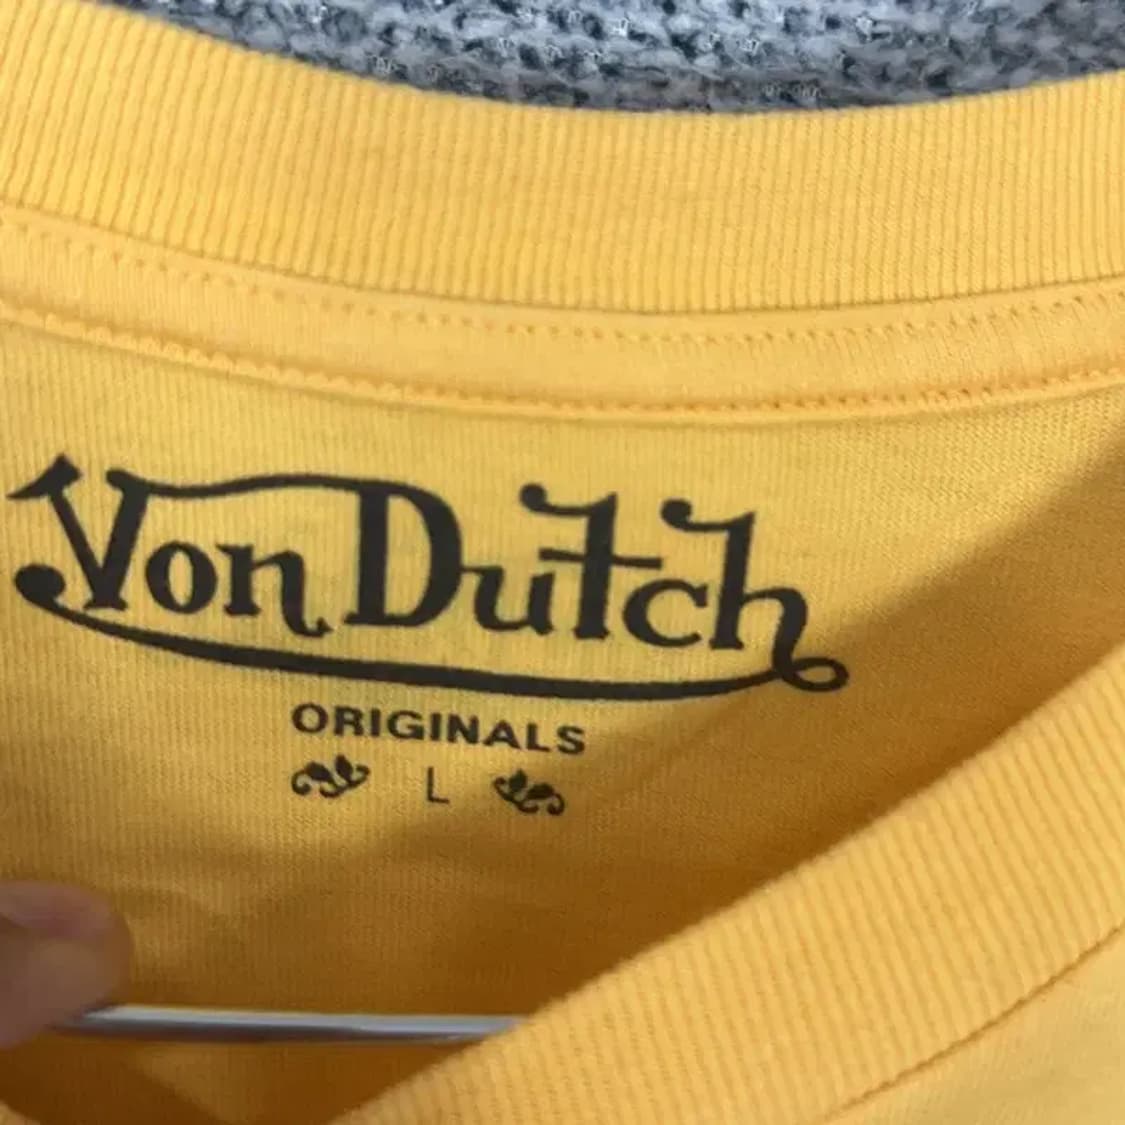 Von Dutch
ORIGINALS
L